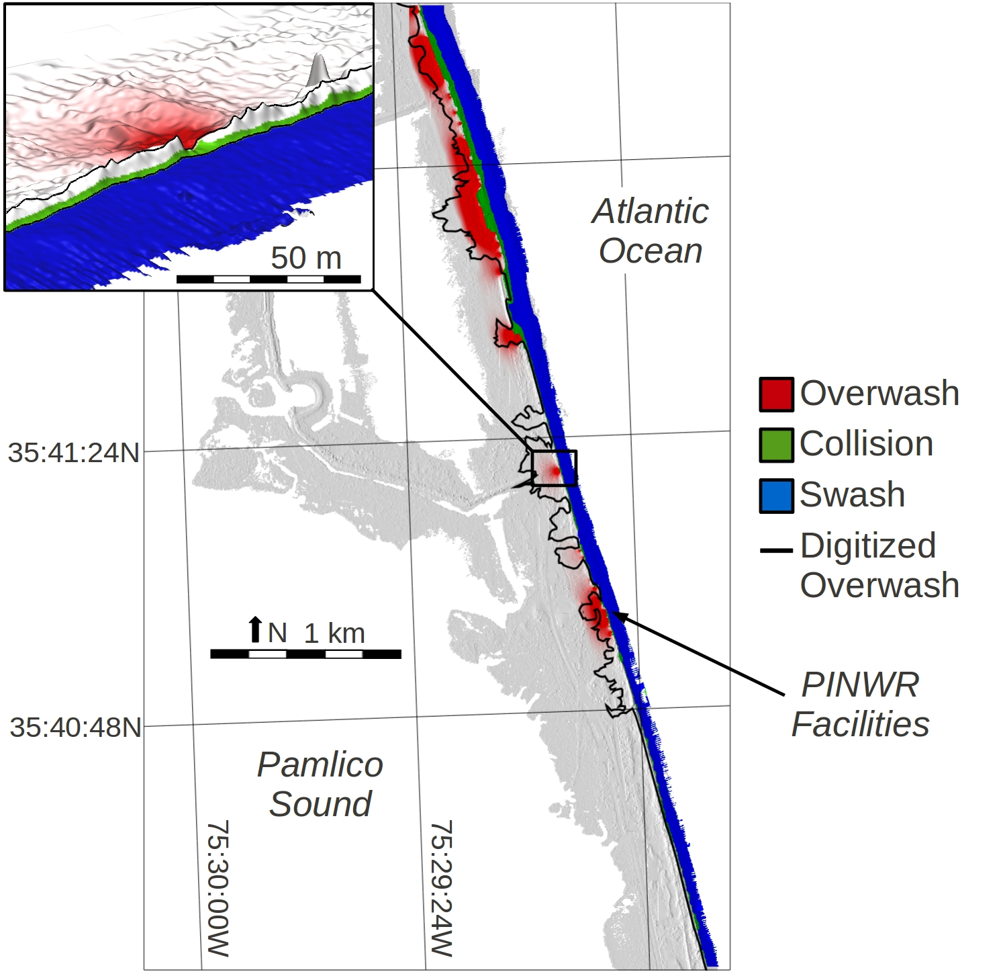 50 m
Atlantic
Ocean
Overwash
Collision
Swash
Digitized
Overwash
35:41:24N
N 1 km
PINWR
Facilities
35:40:48N
Pamlico
Sound
75:30:00W
75:29:24W